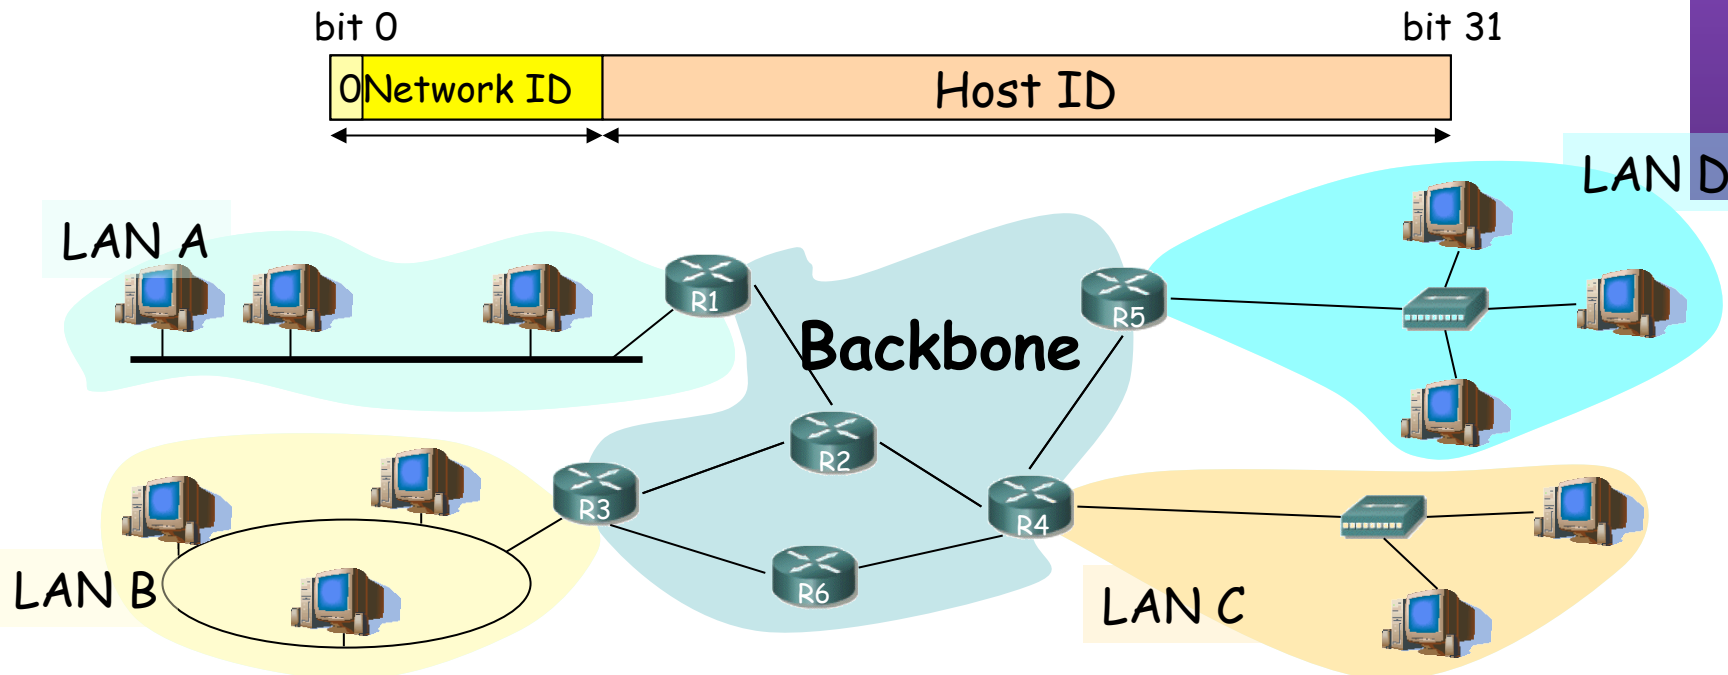 bit 0
bit 31
0 Network ID
Host ID
LAN D
LAN A
R1
R5
Backbone
R2
R3
R4
LAN B
R6
LAN C